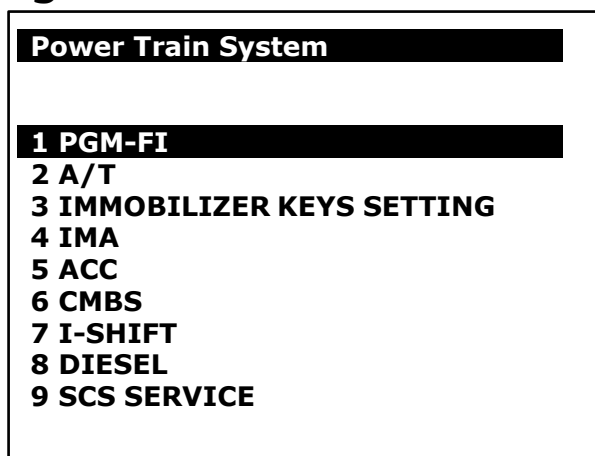 Power Train System
1 PGM-FI
2 A/T
3 IMMOBILIZER KEYS SETTING
4 IMA
5 ACC
6 CMBS
7 I-SHIFT
8 DIESEL
9 SCS SERVICE